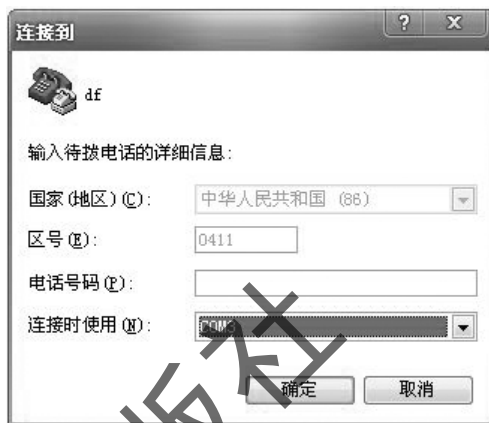 连接到
df
输入待拨电话的详细信息:
国家(地区)(C): 中华人民共和国 (86)
区号(E): 0411
电话号码(P):
连接时使用(N): COM3
确定 取消
版社